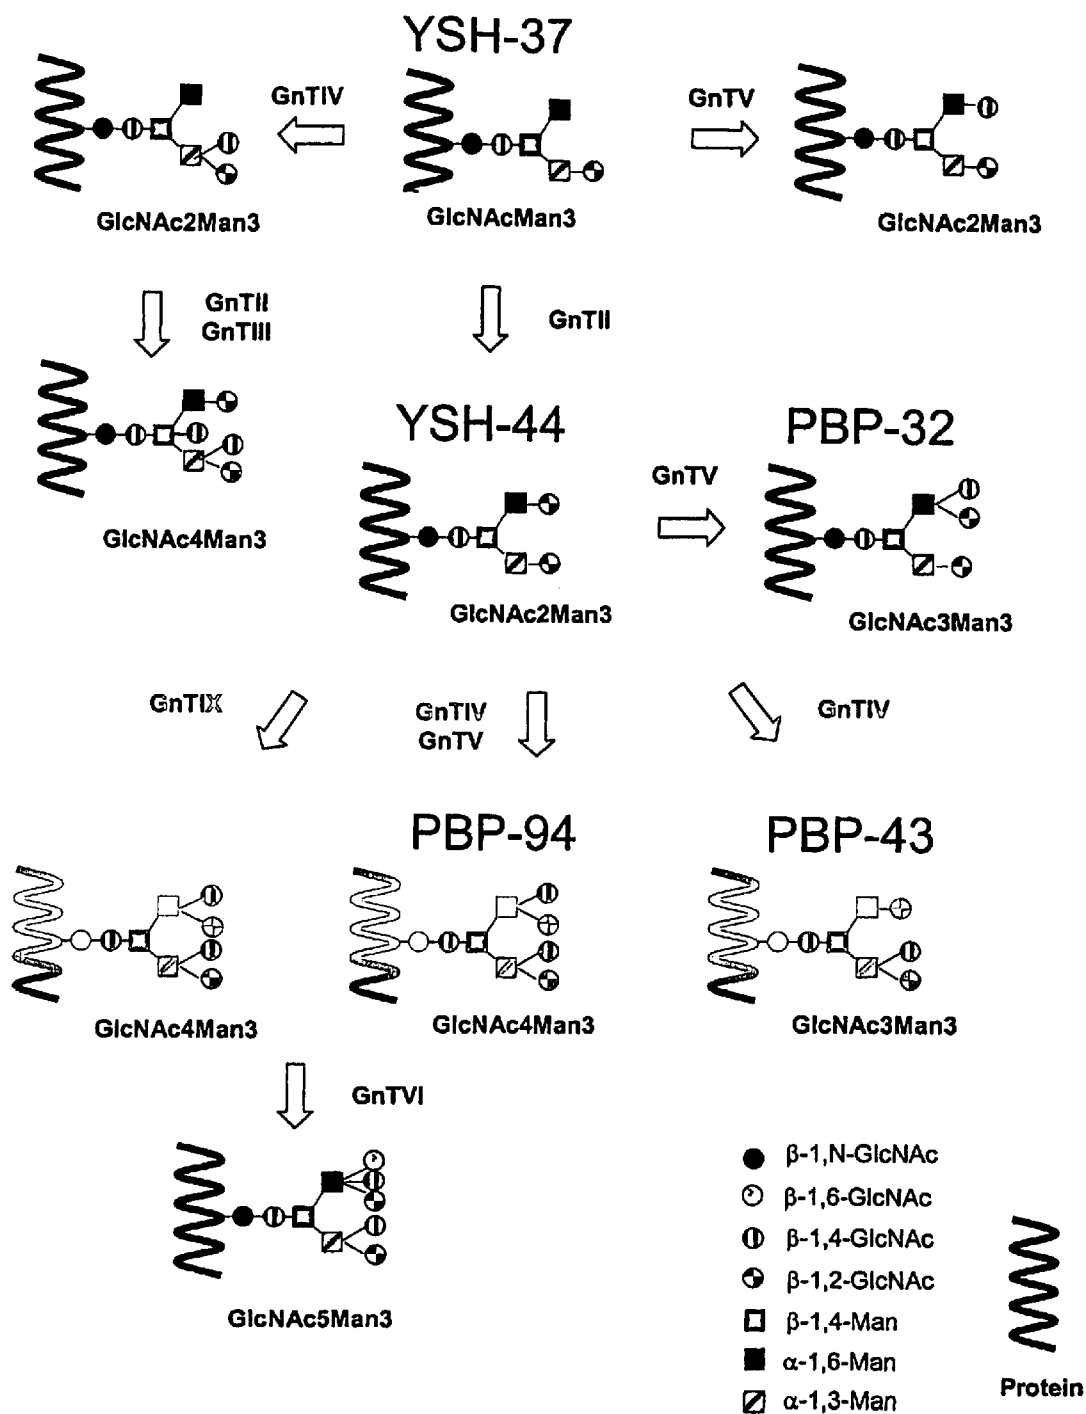 YSH-37
GnTIV
GnTV
GlcNAc2Man3
GlcNAcMan3
GlcNAc2Man3
GnTII
GnTIII
GnTII
YSH-44
PBP-32
GnTV
GlcNAc4Man3
GlcNAc2Man3
GlcNAc3Man3
GnTIX
GnTIV
GnTV
GnTIV
PBP-94
PBP-43
GlcNAc4Man3
GlcNAc4Man3
GlcNAc3Man3
GnTVI
GlcNAc5Man3
β-1,N-GlcNAc
β-1,6-GlcNAc
β-1,4-GlcNAc
β-1,2-GlcNAc
β-1,4-Man
α-1,6-Man
α-1,3-Man
Protein